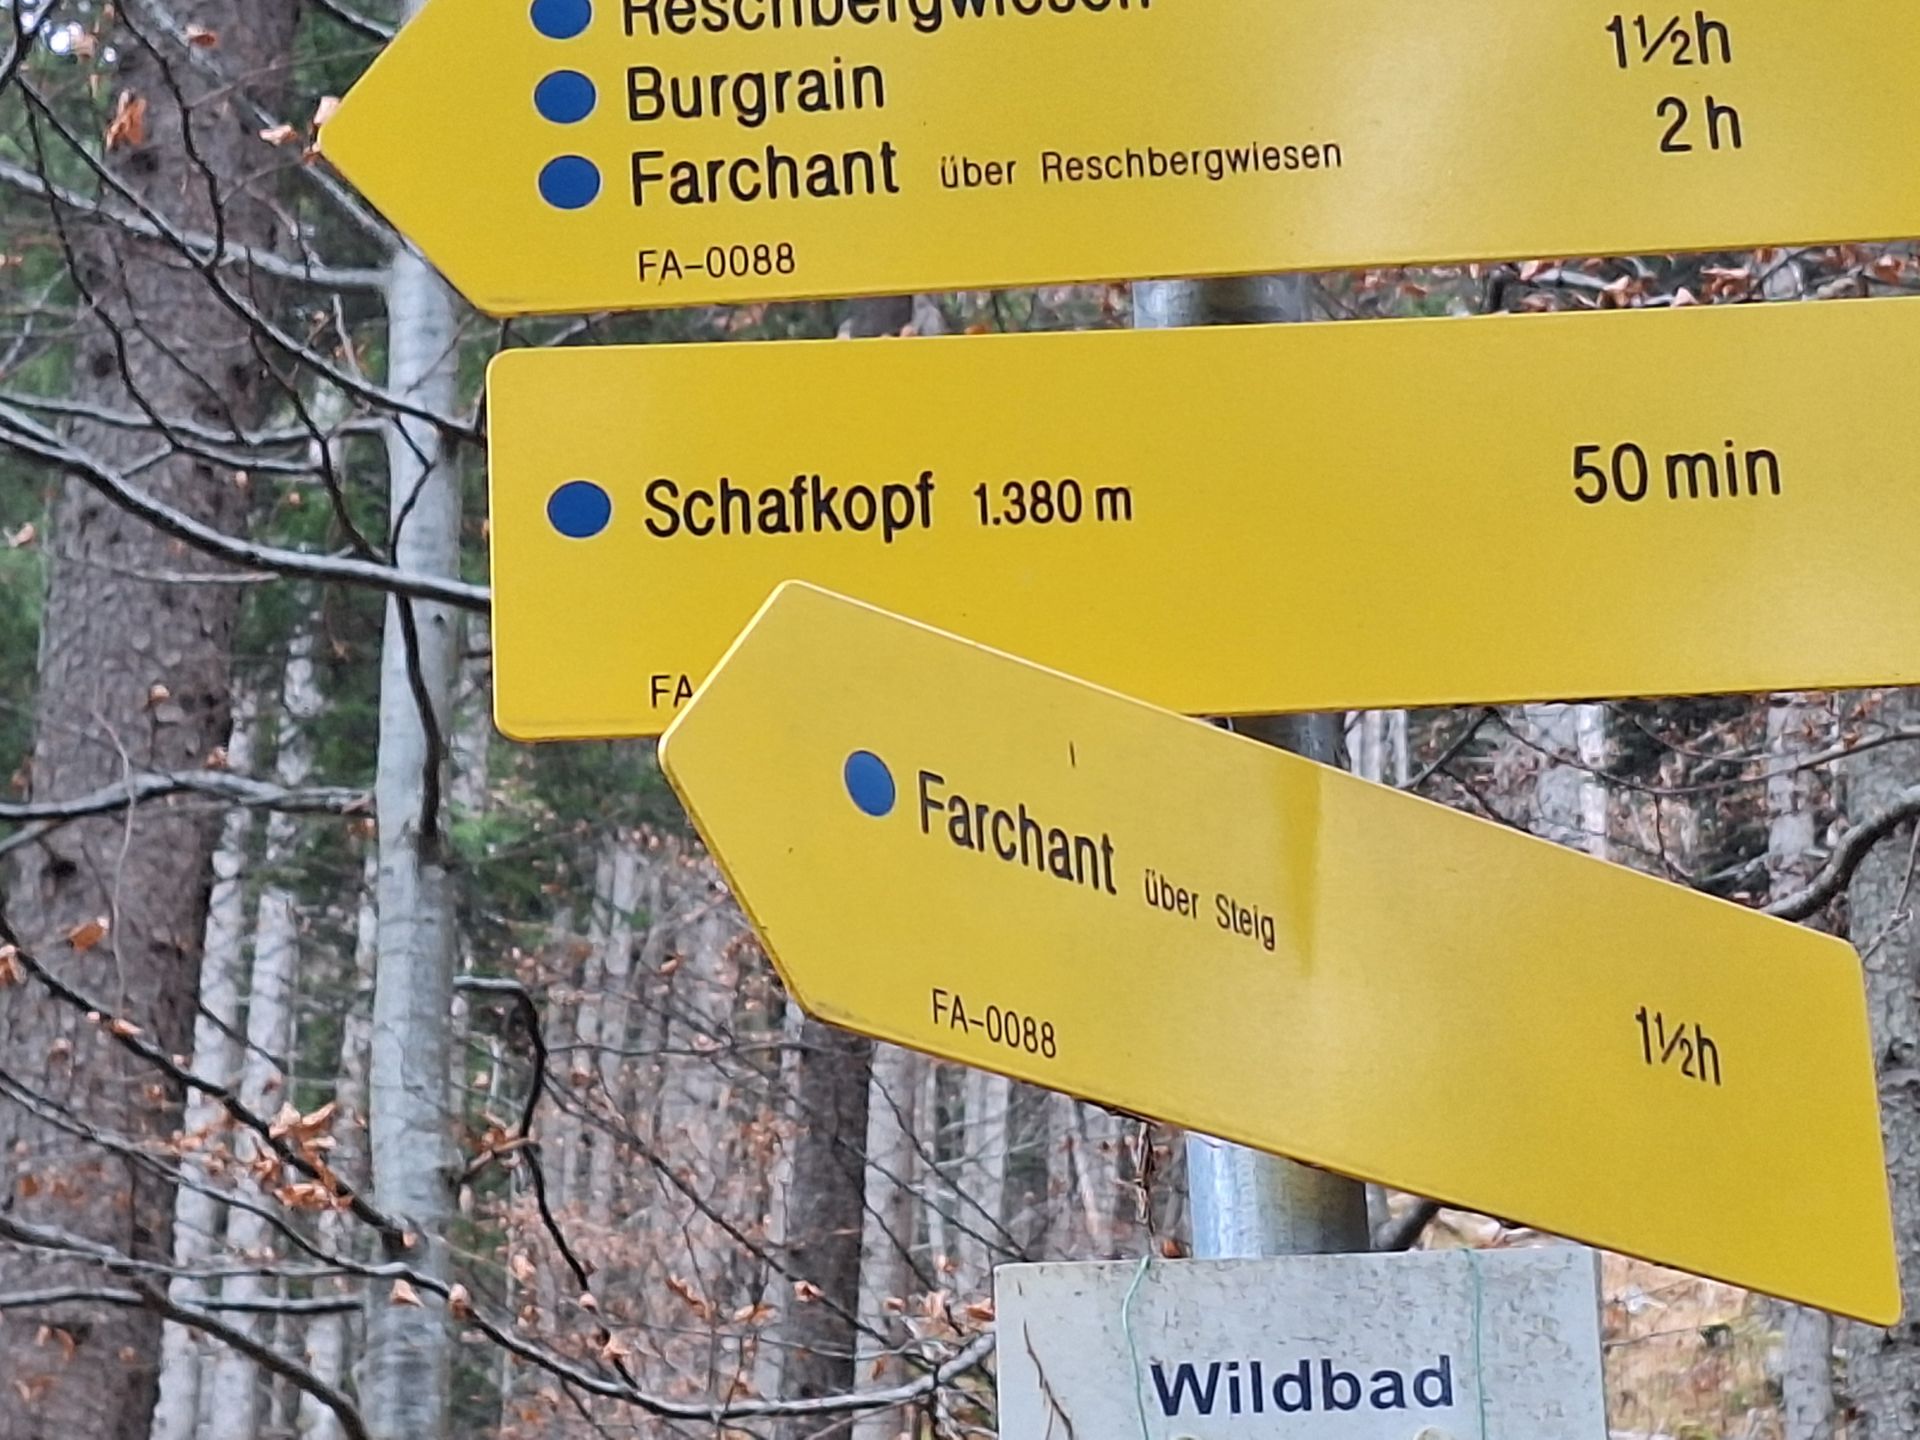 Reschbergwiesen
Burgrain 1½h
Farchant über Reschbergwiesen 2 h
FA-0088
Schafkopf 1.380 m 50 min
FA
Farchant über Steig
FA-0088 1½h
Wildbad